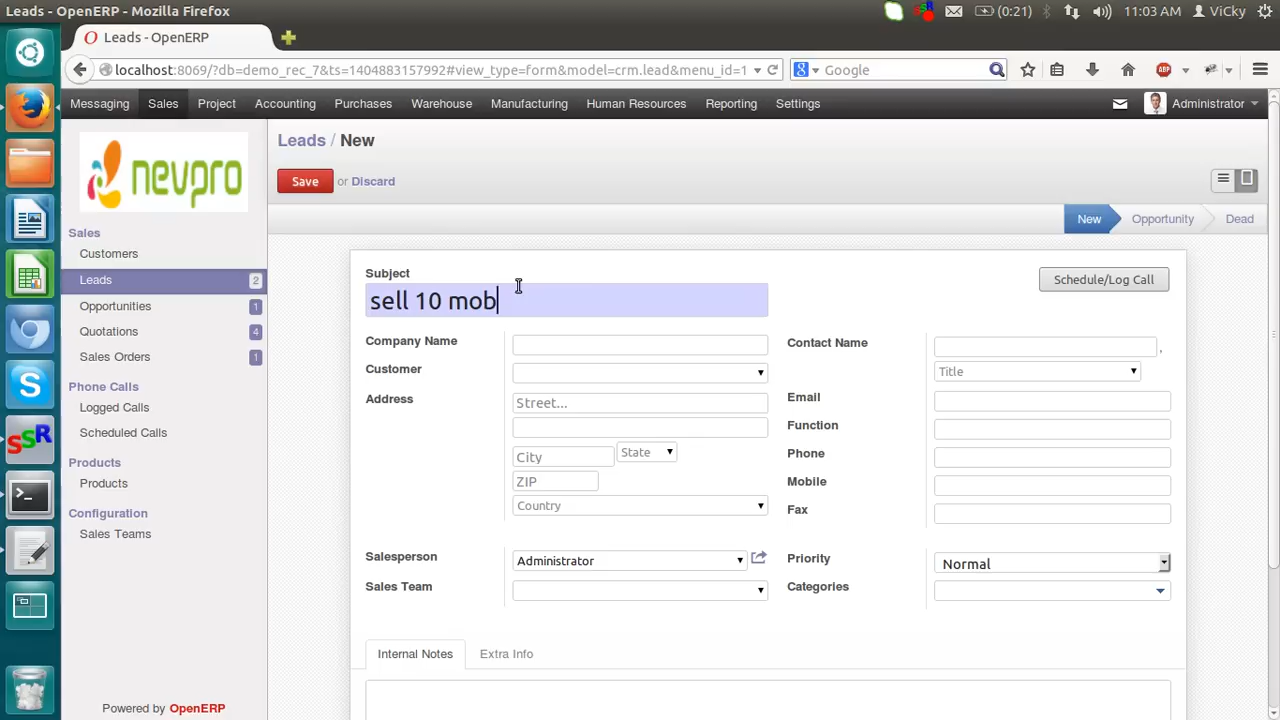 Leads - OpenERP - Mozilla Firefox
(0:21) 11:03 AM ViCky
Leads - OpenERP
localhost:8069/?db=demo_rec_7&ts=1404883157992#view_type=form&model=crm.lead&menu_id=1
Google
Messaging Sales Project Accounting Purchases Warehouse Manufacturing Human Resources Reporting Settings Administrator
nevpro
Leads / New
Save or Discard
New Opportunity Dead
Sales
Customers
Leads 2
Opportunities 1
Quotations 4
Sales Orders 1
Phone Calls
Logged Calls
Scheduled Calls
Products
Products
Configuration
Sales Teams
Powered by OpenERP
Subject
Schedule/Log Call
sell 10 mob
Company Name
Customer
Address
Street...
City State
ZIP
Country
Contact Name ,
Title
Email
Function
Phone
Mobile
Fax
Salesperson Administrator
Sales Team
Priority Normal
Categories
Internal Notes Extra Info
SSR
ABP